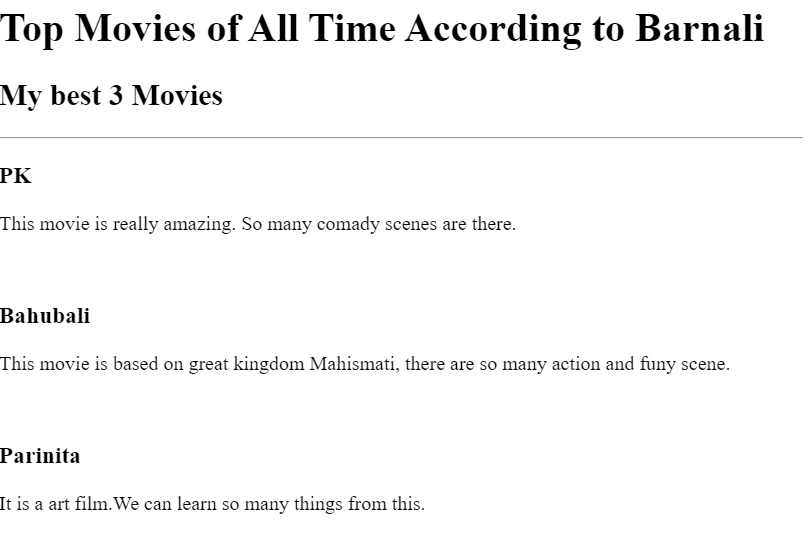 Top Movies of All Time According to Barnali
My best 3 Movies
PK
This movie is really amazing. So many comady scenes are there.
Bahubali
This movie is based on great kingdom Mahismati, there are so many action and funy scene.
Parinita
It is a art film.We can learn so many things from this.